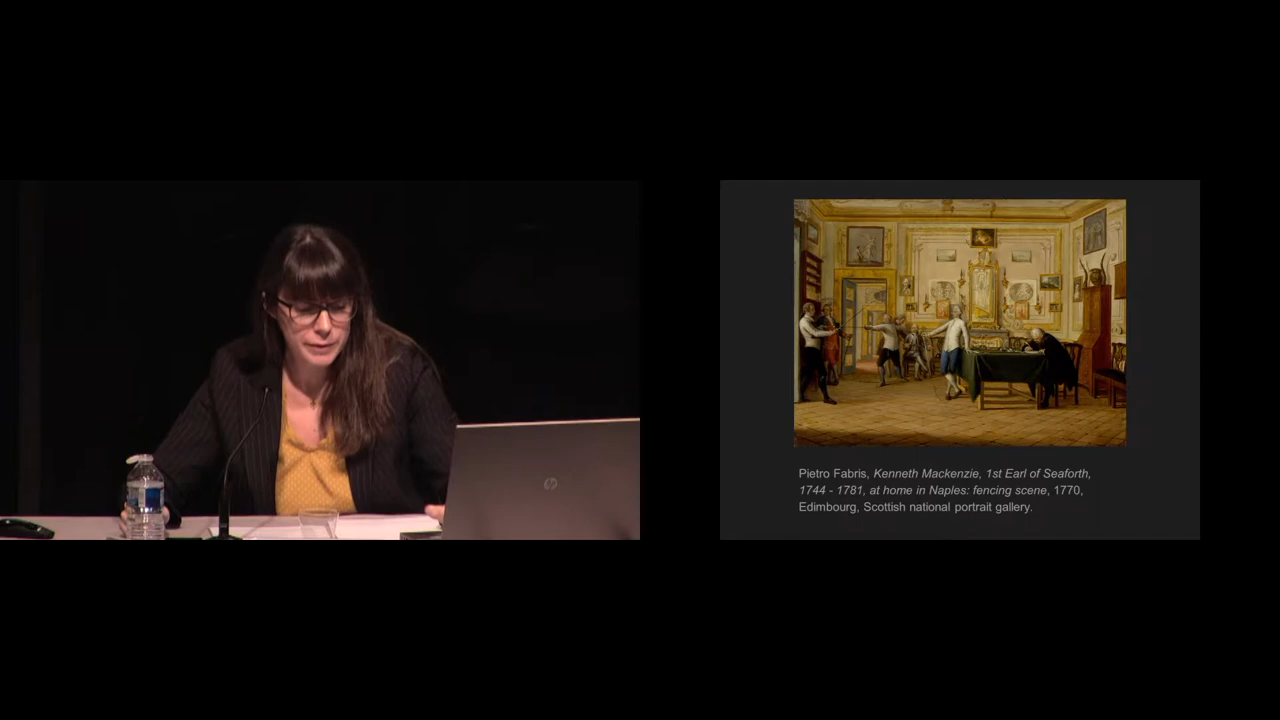 hp
Pietro Fabris, Kenneth Mackenzie, 1st Earl of Seaforth,
1744 - 1781, at home in Naples: fencing scene, 1770,
Edimbourg, Scottish national portrait gallery.